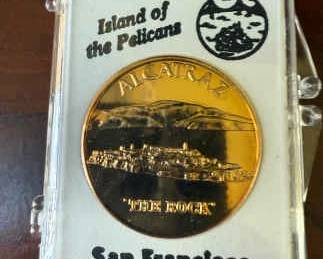 Island of
the Pelicans
ALCATRAZ
"THE ROCK"
San Francisco